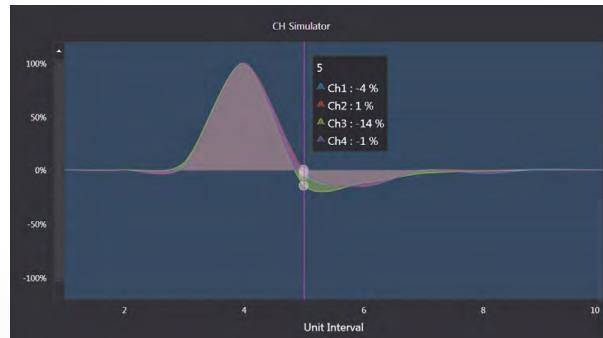 CH Simulator
100%
50%
0%
-50%
-100%
5
Ch1 : -4 %
Ch2 : 1 %
Ch3 : -14 %
Ch4 : -1 %
2 4 6 8 10
Unit Interval